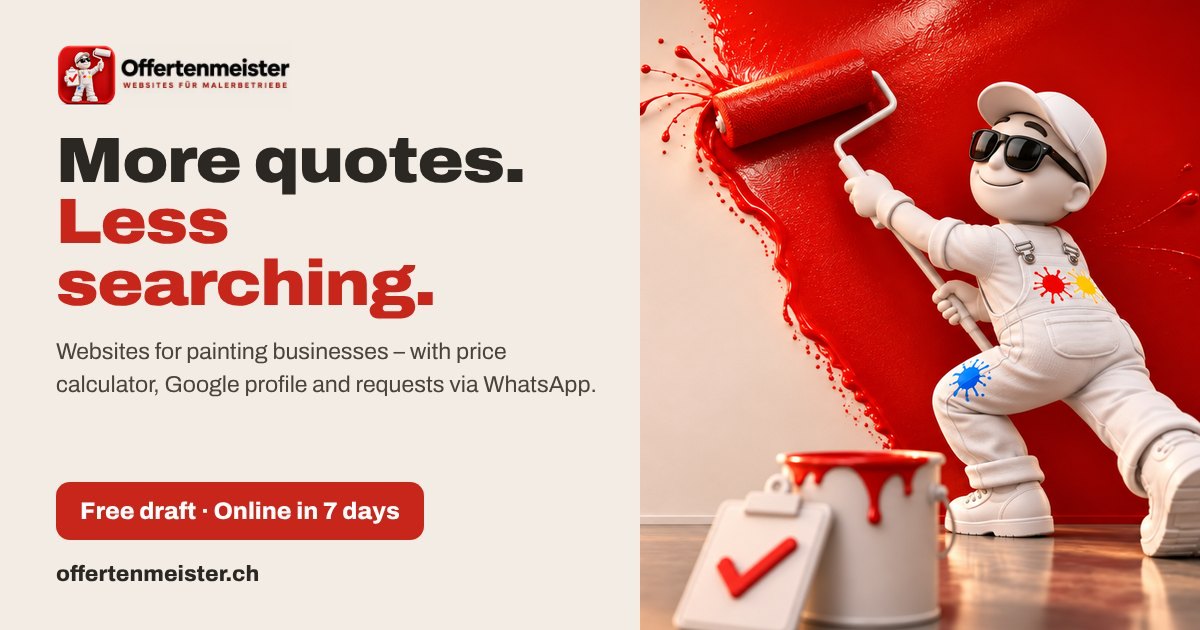 Offertenmeister
WEBSITES FÜR MALERBETRIEBE
More quotes.
Less
searching.
Websites for painting businesses – with price
calculator, Google profile and requests via WhatsApp.
Free draft · Online in 7 days
offertenmeister.ch